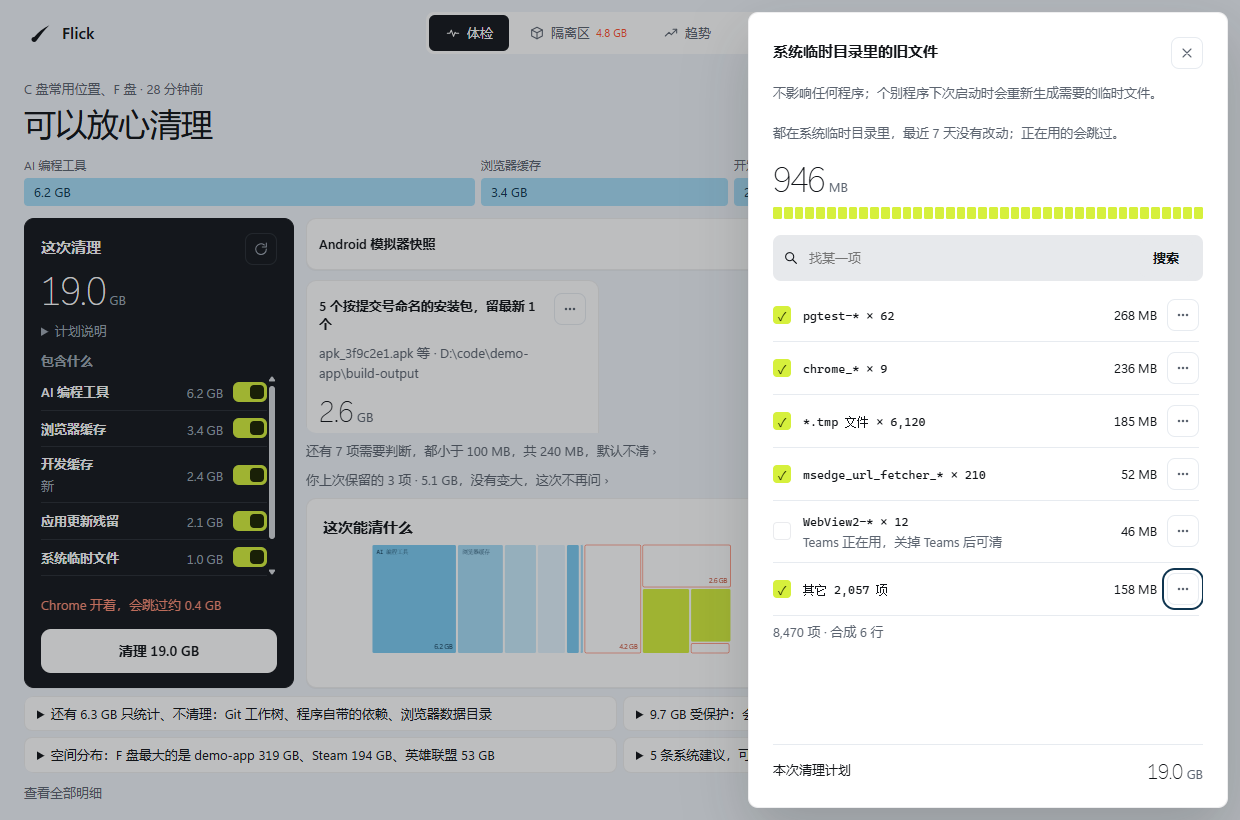 Flick
体检
隔离区 4.8 GB
趋势
C 盘常用位置、F 盘 · 28 分钟前
可以放心清理
AI 编程工具
浏览器缓存
6.2 GB
3.4 GB
这次清理
19.0 GB
▶ 计划说明
包含什么
AI 编程工具 6.2 GB
浏览器缓存 3.4 GB
开发缓存
新
2.4 GB
应用更新残留 2.1 GB
系统临时文件 1.0 GB
Chrome 开着，会跳过约 0.4 GB
清理 19.0 GB
Android 模拟器快照
5 个按提交号命名的安装包，留最新 1
个
apk_3f9c2e1.apk 等 · D:\code\demo-
app\build-output
2.6 GB
还有 7 项需要判断，都小于 100 MB，共 240 MB，默认不清 ›
你上次保留的 3 项 · 5.1 GB，没有变大，这次不再问 ›
这次能清什么
AI 编程工具
浏览器缓存
6.2 GB
4.2 GB
2.6 GB
▶ 还有 6.3 GB 只统计、不清理：Git 工作树、程序自带的依赖、浏览器数据目录
▶ 9.7 GB 受保护：
▶ 空间分布：F 盘最大的是 demo-app 319 GB、Steam 194 GB、英雄联盟 53 GB
▶ 5 条系统建议，可
查看全部明细
系统临时目录里的旧文件
不影响任何程序；个别程序下次启动时会重新生成需要的临时文件。
都在系统临时目录里，最近 7 天没有改动；正在用的会跳过。
946 MB
找某一项
搜索
pgtest-* × 62 268 MB
chrome_* × 9 236 MB
*.tmp 文件 × 6,120 185 MB
msedge_url_fetcher_* × 210 52 MB
WebView2-* × 12
Teams 正在用，关掉 Teams 后可清
46 MB
其它 2,057 项 158 MB
8,470 项 · 合成 6 行
本次清理计划
19.0 GB